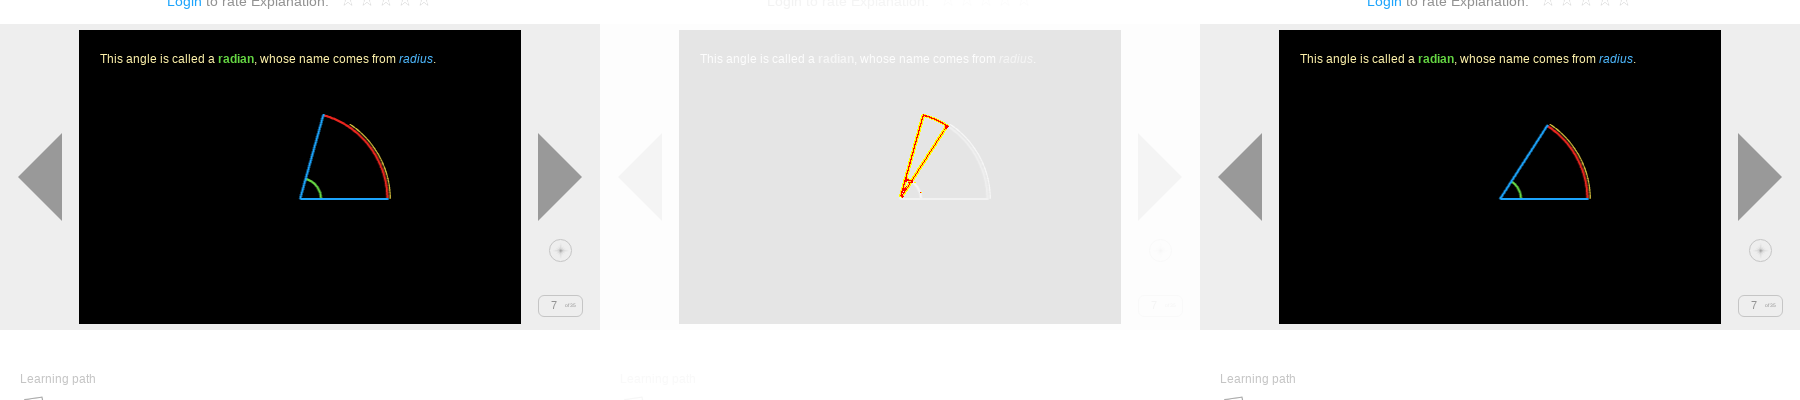 Login to rate Explanation: ☆ ☆ ☆ ☆ ☆
Login to rate Explanation: ☆ ☆ ☆ ☆ ☆
Login to rate Explanation: ☆ ☆ ☆ ☆ ☆
This angle is called a radian, whose name comes from radius.
This angle is called a radian, whose name comes from radius.
This angle is called a radian, whose name comes from radius.
7 of 26
7
7 of 26
Learning path
Learning path
Learning path